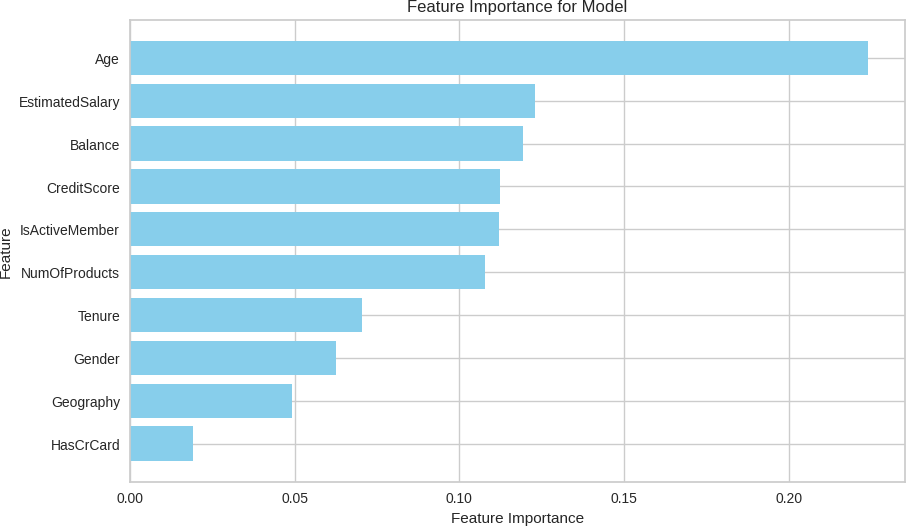 Feature Importance for Model
Feature
Age
EstimatedSalary
Balance
CreditScore
IsActiveMember
NumOfProducts
Tenure
Gender
Geography
HasCrCard
0.00 0.05 0.10 0.15 0.20
Feature Importance